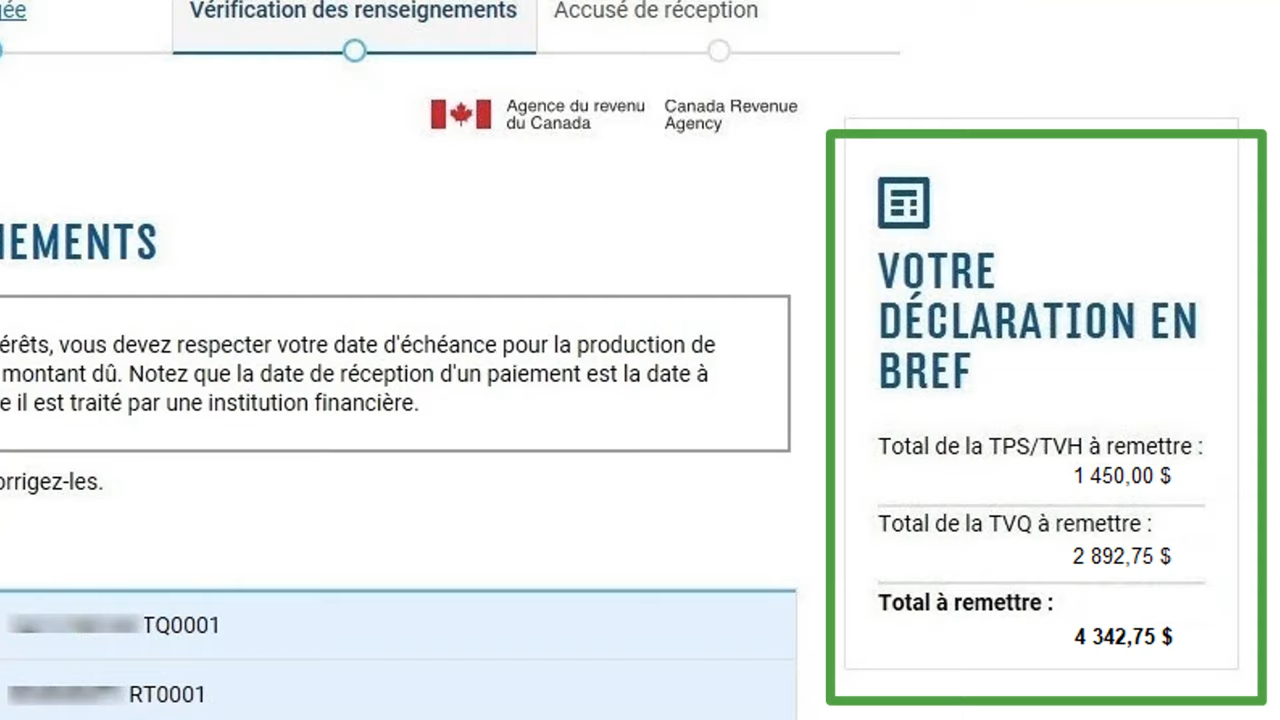 ée
Vérification des renseignements
Accusé de réception
Agence du revenu
du Canada
Canada Revenue
Agency
EMENTS
érêts, vous devez respecter votre date d'échéance pour la production de
montant dû. Notez que la date de réception d'un paiement est la date à
e il est traité par une institution financière.
orrigez-les.
TQ0001
RT0001
VOTRE
DÉCLARATION EN
BREF
Total de la TPS/TVH à remettre :
1 450,00 $
Total de la TVQ à remettre :
2 892,75 $
Total à remettre :
4 342,75 $